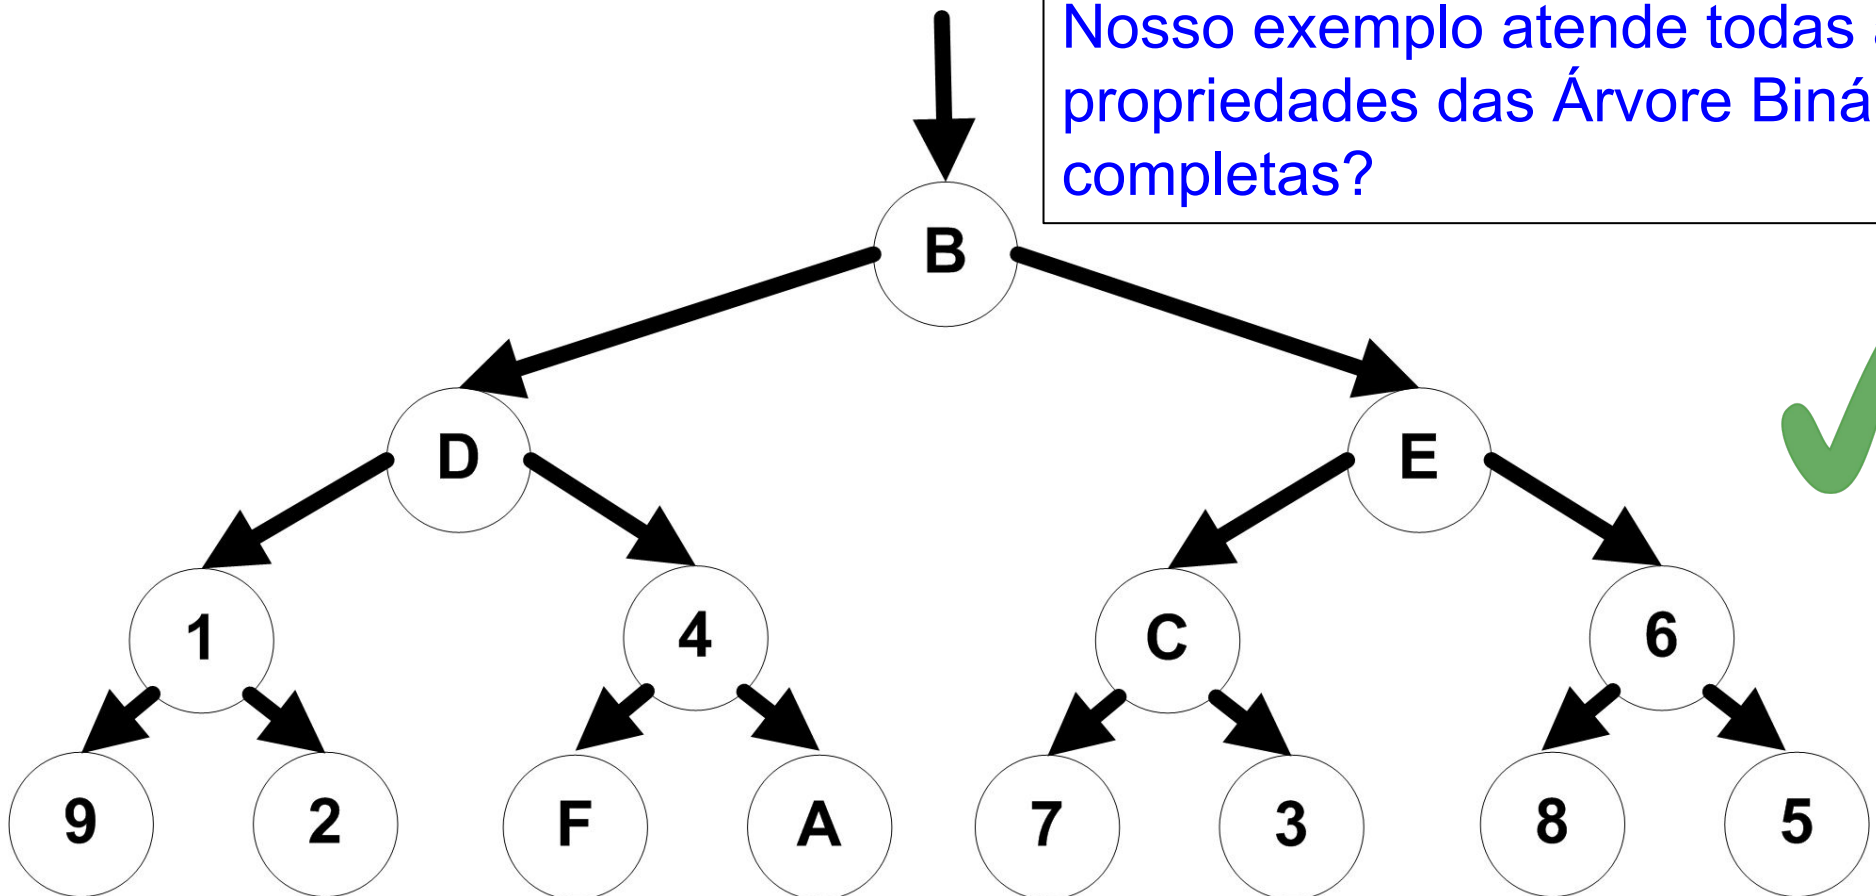 Nosso exemplo atende todas
propriedades das Árvore Biná
completas?
B
D E
1 4 C 6
9 2 F A 7 3 8 5